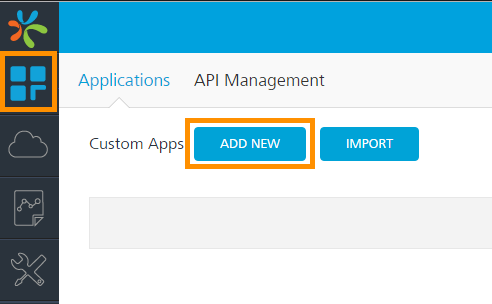 Applications API Management
Custom Apps ADD NEW IMPORT